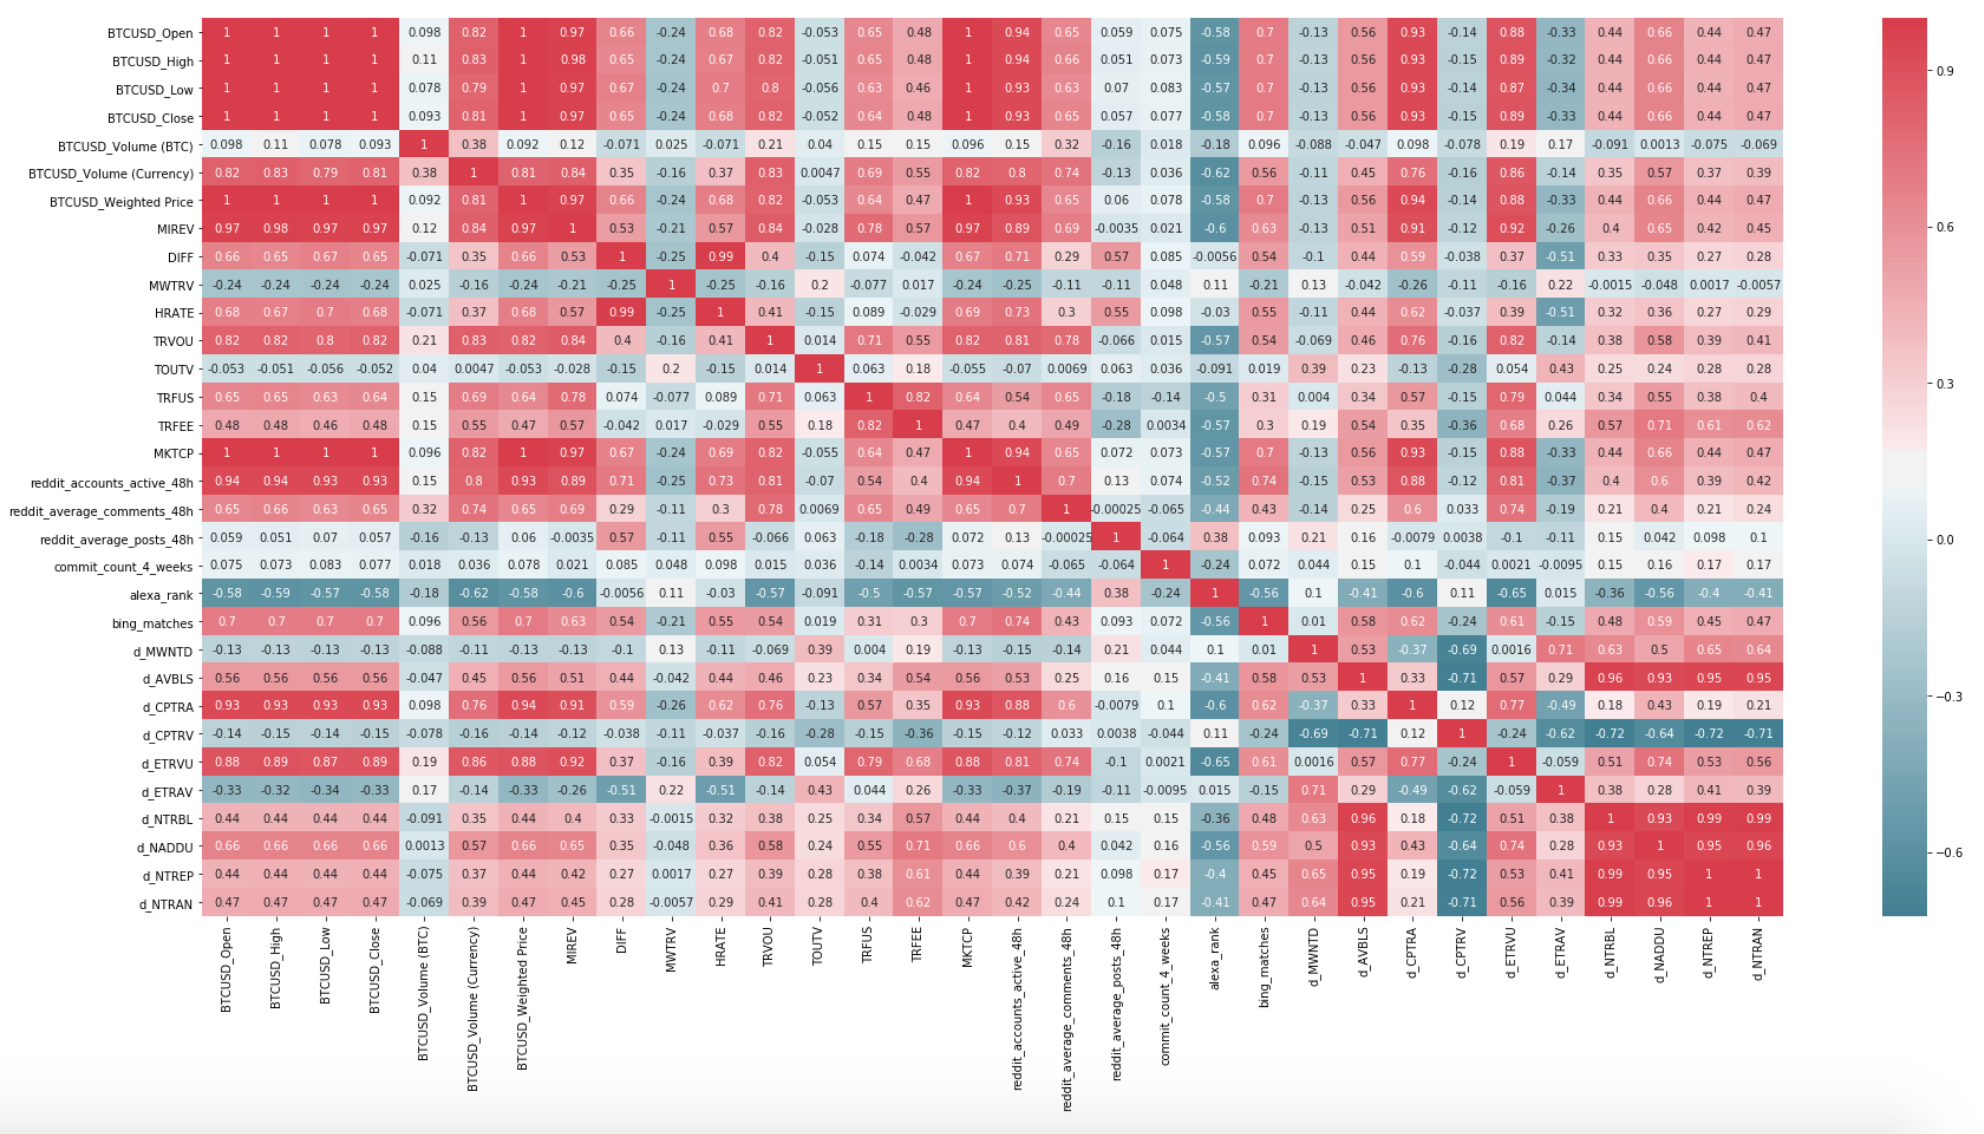 BTCUSD_Open 1 1 1 1 0.098 0.82 1 0.97 0.66 -0.24 0.68 0.82 -0.053 0.65 0.48 1 0.94 0.65 0.059 0.075 -0.58 0.7 -0.13 0.56 0.93 -0.14 0.88 -0.33 0.44 0.66 0.44 0.47
BTCUSD_High 1 1 1 1 0.11 0.83 1 0.98 0.65 -0.24 0.67 0.82 -0.051 0.65 0.48 1 0.94 0.66 0.051 0.073 -0.59 0.7 -0.13 0.56 0.93 -0.15 0.89 -0.32 0.44 0.66 0.44 0.47
BTCUSD_Low 1 1 1 1 0.078 0.79 1 0.97 0.67 -0.24 0.7 0.8 -0.056 0.63 0.46 1 0.93 0.63 0.07 0.083 -0.57 0.7 -0.13 0.56 0.93 -0.14 0.87 -0.34 0.44 0.66 0.44 0.47
BTCUSD_Close 1 1 1 1 0.093 0.81 1 0.97 0.65 -0.24 0.68 0.82 -0.052 0.64 0.48 1 0.93 0.65 0.057 0.077 -0.58 0.7 -0.13 0.56 0.93 -0.15 0.89 -0.33 0.44 0.66 0.44 0.47
BTCUSD_Volume (BTC) 0.098 0.11 0.078 0.093 1 0.38 0.092 0.12 -0.071 0.025 -0.071 0.21 0.04 0.15 0.15 0.096 0.15 0.32 -0.16 0.018 -0.18 0.096 -0.088 -0.047 0.098 -0.078 0.19 0.17 -0.091 0.0013 -0.075 -0.069
BTCUSD_Volume (Currency) 0.82 0.83 0.79 0.81 0.38 1 0.81 0.84 0.35 -0.16 0.37 0.83 0.0047 0.69 0.55 0.82 0.8 0.74 -0.13 0.036 -0.62 0.56 -0.11 0.45 0.76 -0.16 0.86 -0.14 0.35 0.57 0.37 0.39
BTCUSD_Weighted Price 1 1 1 1 0.092 0.81 1 0.97 0.66 -0.24 0.68 0.82 -0.053 0.64 0.47 1 0.93 0.65 0.06 0.078 -0.58 0.7 -0.13 0.56 0.94 -0.14 0.88 -0.33 0.44 0.66 0.44 0.47
MIREV 0.97 0.98 0.97 0.97 0.12 0.84 0.97 1 0.53 -0.21 0.57 0.84 -0.028 0.78 0.57 0.97 0.89 0.69 -0.0035 0.021 -0.6 0.63 -0.13 0.51 0.91 -0.12 0.92 -0.26 0.4 0.65 0.42 0.45
DIFF 0.66 0.65 0.67 0.65 -0.071 0.35 0.66 0.53 1 -0.25 0.99 0.4 -0.15 0.074 -0.042 0.67 0.71 0.29 0.57 0.085 -0.0056 0.54 -0.1 0.44 0.59 -0.038 0.37 -0.51 0.33 0.35 0.27 0.28
MWTRV -0.24 -0.24 -0.24 -0.24 0.025 -0.16 -0.24 -0.21 -0.25 1 -0.25 -0.16 0.2 -0.077 0.017 -0.24 -0.25 -0.11 -0.11 0.048 0.11 -0.21 0.13 -0.042 -0.26 -0.11 -0.16 0.22 -0.0015 -0.048 0.0017 -0.0057
HRATE 0.68 0.67 0.7 0.68 -0.071 0.37 0.68 0.57 0.99 -0.25 1 0.41 -0.15 0.089 -0.029 0.69 0.73 0.3 0.55 0.098 -0.03 0.55 -0.11 0.44 0.62 -0.037 0.39 -0.51 0.32 0.36 0.27 0.29
TRVOU 0.82 0.82 0.8 0.82 0.21 0.83 0.82 0.84 0.4 -0.16 0.41 1 0.014 0.71 0.55 0.82 0.81 0.78 -0.066 0.015 -0.57 0.54 -0.069 0.46 0.76 -0.16 0.82 -0.14 0.38 0.58 0.39 0.41
TOUTV -0.053 -0.051 -0.056 -0.052 0.04 0.0047 -0.053 -0.028 -0.15 0.2 -0.15 0.014 1 0.063 0.18 -0.055 -0.07 0.0069 0.063 0.036 -0.091 0.019 0.39 0.23 -0.13 -0.28 0.054 0.43 0.25 0.24 0.28 0.28
TRFUS 0.65 0.65 0.63 0.64 0.15 0.69 0.64 0.78 0.074 -0.077 0.089 0.71 0.063 1 0.82 0.64 0.54 0.65 -0.18 -0.14 -0.5 0.31 0.004 0.34 0.57 -0.15 0.79 0.044 0.34 0.55 0.38 0.4
TRFEE 0.48 0.48 0.46 0.48 0.15 0.55 0.47 0.57 -0.042 0.017 -0.029 0.55 0.18 0.82 1 0.47 0.4 0.49 -0.28 0.0034 -0.57 0.3 0.19 0.54 0.35 -0.36 0.68 0.26 0.57 0.71 0.61 0.62
MKTCP 1 1 1 1 0.096 0.82 1 0.97 0.67 -0.24 0.69 0.82 -0.055 0.64 0.47 1 0.94 0.65 0.072 0.073 -0.57 0.7 -0.13 0.56 0.93 -0.15 0.88 -0.33 0.44 0.66 0.44 0.47
reddit_accounts_active_48h 0.94 0.94 0.93 0.93 0.15 0.8 0.93 0.89 0.71 -0.25 0.73 0.81 -0.07 0.54 0.4 0.94 1 0.7 0.13 0.074 -0.52 0.74 -0.15 0.53 0.88 -0.12 0.81 -0.37 0.4 0.6 0.39 0.42
reddit_average_comments_48h 0.65 0.66 0.63 0.65 0.32 0.74 0.65 0.69 0.29 -0.11 0.3 0.78 0.0069 0.65 0.49 0.65 0.7 1 -0.00025 -0.065 -0.44 0.43 -0.14 0.25 0.6 0.033 0.74 -0.19 0.21 0.4 0.21 0.24
reddit_average_posts_48h 0.059 0.051 0.07 0.057 -0.16 -0.13 0.06 -0.0035 0.57 -0.11 0.55 -0.066 0.063 -0.18 -0.28 0.072 0.13 -0.00025 1 -0.064 0.38 0.093 0.21 0.16 -0.0079 0.0038 -0.1 -0.11 0.15 0.042 0.098 0.1
commit_count_4_weeks 0.075 0.073 0.083 0.077 0.018 0.036 0.078 0.021 0.085 0.048 0.098 0.015 0.036 -0.14 0.0034 0.073 0.074 -0.065 -0.064 1 -0.24 0.072 0.044 0.15 0.1 -0.044 0.0021 -0.0095 0.15 0.16 0.17 0.17
alexa_rank -0.58 -0.59 -0.57 -0.58 -0.18 -0.62 -0.58 -0.6 -0.0056 0.11 -0.03 -0.57 -0.091 -0.5 -0.57 -0.57 -0.52 -0.44 0.38 -0.24 1 -0.56 0.1 -0.41 -0.6 0.11 -0.65 0.015 -0.36 -0.56 -0.4 -0.41
bing_matches 0.7 0.7 0.7 0.7 0.096 0.56 0.7 0.63 0.54 -0.21 0.55 0.54 0.019 0.31 0.3 0.7 0.74 0.43 0.093 0.072 -0.56 1 0.01 0.58 0.62 -0.24 0.61 -0.15 0.48 0.59 0.45 0.47
d_MWNTD -0.13 -0.13 -0.13 -0.13 -0.088 -0.11 -0.13 -0.13 -0.1 0.13 -0.11 -0.069 0.39 0.004 0.19 -0.13 -0.15 -0.14 0.21 0.044 0.1 0.01 1 0.53 -0.37 -0.69 0.0016 0.71 0.63 0.5 0.65 0.64
d_AVBLS 0.56 0.56 0.56 0.56 -0.047 0.45 0.56 0.51 0.44 -0.042 0.44 0.46 0.23 0.34 0.54 0.56 0.53 0.25 0.16 0.15 -0.41 0.58 0.53 1 0.33 -0.71 0.57 0.29 0.96 0.93 0.95 0.95
d_CPTRA 0.93 0.93 0.93 0.93 0.098 0.76 0.94 0.91 0.59 -0.26 0.62 0.76 -0.13 0.57 0.35 0.93 0.88 0.6 -0.0079 0.1 -0.6 0.62 -0.37 0.33 1 0.12 0.77 -0.49 0.18 0.43 0.19 0.21
d_CPTRV -0.14 -0.15 -0.14 -0.15 -0.078 -0.16 -0.14 -0.12 -0.038 -0.11 -0.037 -0.16 -0.28 -0.15 -0.36 -0.15 -0.12 0.033 0.0038 -0.044 0.11 -0.24 -0.69 -0.71 0.12 1 -0.24 -0.62 -0.72 -0.64 -0.72 -0.71
d_ETRVU 0.88 0.89 0.87 0.89 0.19 0.86 0.88 0.92 0.37 -0.16 0.39 0.82 0.054 0.79 0.68 0.88 0.81 0.74 -0.1 0.0021 -0.65 0.61 0.0016 0.57 0.77 -0.24 1 -0.059 0.51 0.74 0.53 0.56
d_ETRAV -0.33 -0.32 -0.34 -0.33 0.17 -0.14 -0.33 -0.26 -0.51 0.22 -0.51 -0.14 0.43 0.044 0.26 -0.33 -0.37 -0.19 -0.11 -0.0095 0.015 -0.15 0.71 0.29 -0.49 -0.62 -0.059 1 0.38 0.28 0.41 0.39
d_NTRBL 0.44 0.44 0.44 0.44 -0.091 0.35 0.44 0.4 0.33 -0.0015 0.32 0.38 0.25 0.34 0.57 0.44 0.4 0.21 0.15 0.15 -0.36 0.48 0.63 0.96 0.18 -0.72 0.51 0.38 1 0.93 0.99 0.99
d_NADDU 0.66 0.66 0.66 0.66 0.0013 0.57 0.66 0.65 0.35 -0.048 0.36 0.58 0.24 0.55 0.71 0.66 0.6 0.4 0.042 0.16 -0.56 0.59 0.5 0.93 0.43 -0.64 0.74 0.28 0.93 1 0.95 0.96
d_NTREP 0.44 0.44 0.44 0.44 -0.075 0.37 0.44 0.42 0.27 0.0017 0.27 0.39 0.28 0.38 0.61 0.44 0.39 0.21 0.098 0.17 -0.4 0.45 0.65 0.95 0.19 -0.72 0.53 0.41 0.99 0.95 1 1
d_NTRAN 0.47 0.47 0.47 0.47 -0.069 0.39 0.47 0.45 0.28 -0.0057 0.29 0.41 0.28 0.4 0.62 0.47 0.42 0.24 0.1 0.17 -0.41 0.47 0.64 0.95 0.21 -0.71 0.56 0.39 0.99 0.96 1 1
BTCUSD_Open
BTCUSD_High
BTCUSD_Low
BTCUSD_Close
BTCUSD_Volume (BTC)
BTCUSD_Volume (Currency)
BTCUSD_Weighted Price
MIREV
DIFF
MWTRV
HRATE
TRVOU
TOUTV
TRFUS
TRFEE
MKTCP
reddit_accounts_active_48h
reddit_average_comments_48h
reddit_average_posts_48h
commit_count_4_weeks
alexa_rank
bing_matches
d_MWNTD
d_AVBLS
d_CPTRA
d_CPTRV
d_ETRVU
d_ETRAV
d_NTRBL
d_NADDU
d_NTREP
d_NTRAN
0.9
0.6
0.3
0.0
-0.3
-0.6